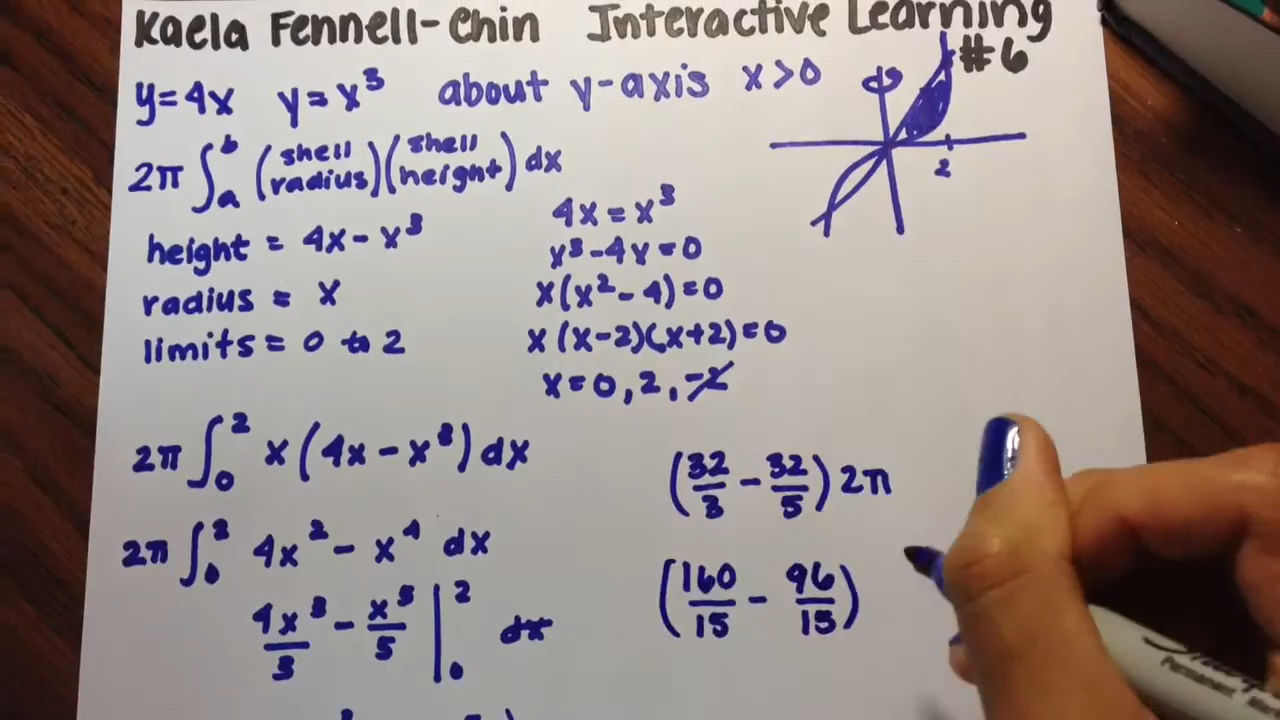 Kaela Fennell-Chin Interactive Learning
#6
y=4x y=x³ about y-axis x>0
2π∫ₐᵇ (shell radius)(shell height) dx
2
height = 4x-x³
radius = x
limits = 0 to 2
4x=x³
x³-4x=0
x(x²-4)=0
x(x-2)(x+2)=0
x=0,2,-2
2π∫₀² x(4x-x³)dx
2π∫₀² 4x²-x⁴ dx
4x³/3 - x⁵/5 |₀² dx
(32/3 - 32/5)2π
(160/15 - 96/15)